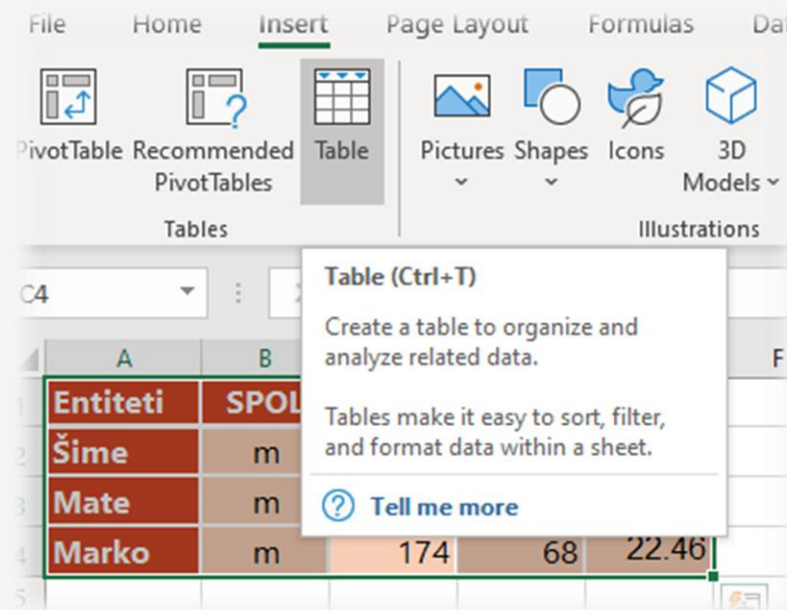 File Home Insert Page Layout Formulas
PivotTable Recommended PivotTables Table Pictures Shapes Icons 3D Models
Tables Illustrations
C4
Table (Ctrl+T)
Create a table to organize and
analyze related data.
Tables make it easy to sort, filter,
and format data within a sheet.
Tell me more
A B F
1 Entiteti SPOL
2 Šime m
3 Mate m
4 Marko m 174 68 22.46
5